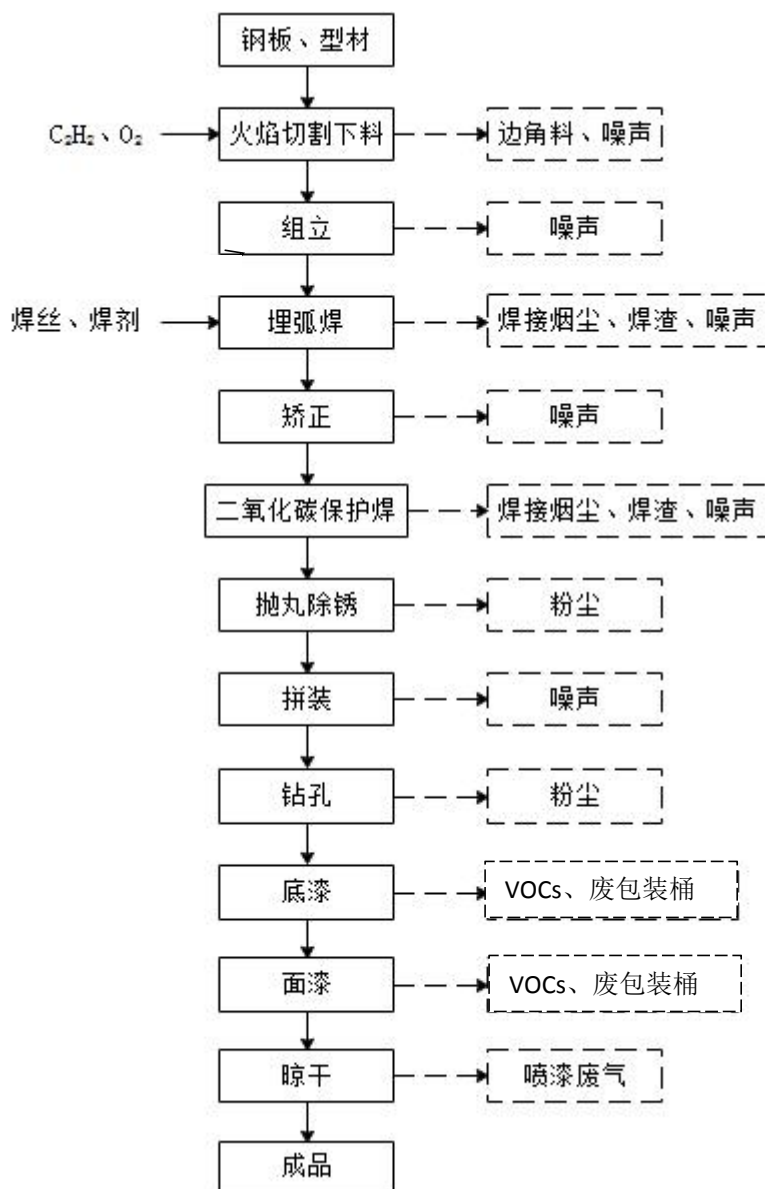 钢板、型材
C₂H₂、O₂
火焰切割下料
边角料、噪声
组立
噪声
焊丝、焊剂
埋弧焊
焊接烟尘、焊渣、噪声
矫正
噪声
二氧化碳保护焊
焊接烟尘、焊渣、噪声
抛丸除锈
粉尘
拼装
噪声
钻孔
粉尘
底漆
VOCs、废包装桶
面漆
VOCs、废包装桶
晾干
喷漆废气
成品